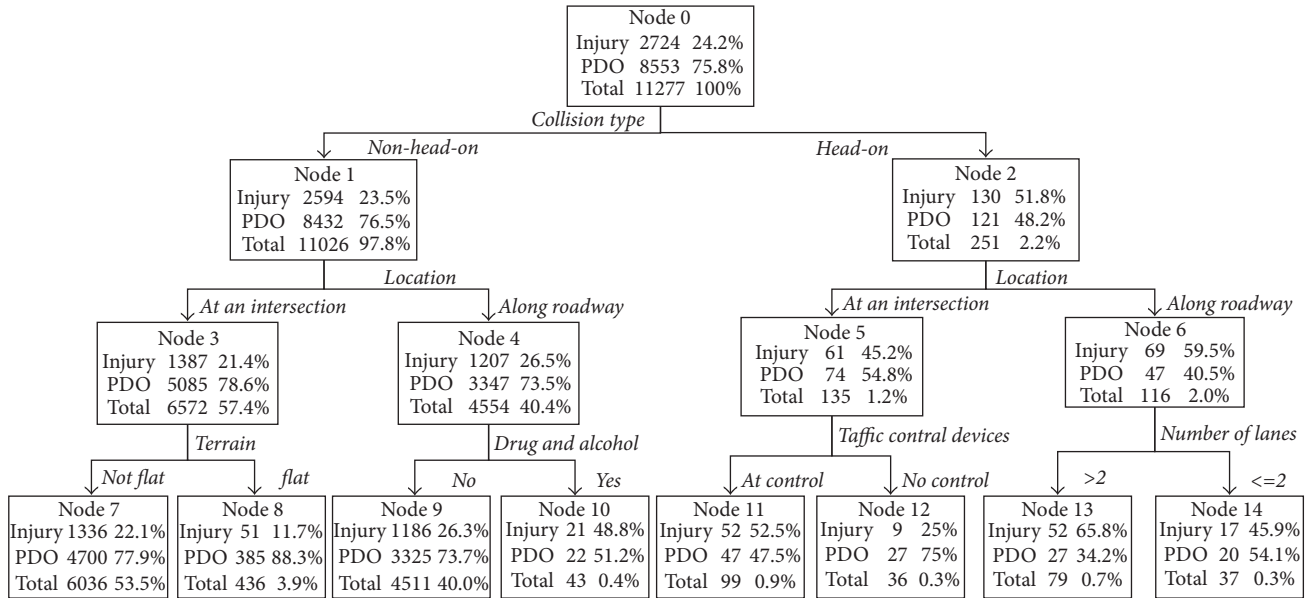 Node 0
Injury 2724 24.2%
PDO 8553 75.8%
Total 11277 100%
Collision type
Non-head-on
Head-on
Node 1
Injury 2594 23.5%
PDO 8432 76.5%
Total 11026 97.8%
Node 2
Injury 130 51.8%
PDO 121 48.2%
Total 251 2.2%
Location
At an intersection
Along roadway
Location
At an intersection
Along roadway
Node 3
Injury 1387 21.4%
PDO 5085 78.6%
Total 6572 57.4%
Node 4
Injury 1207 26.5%
PDO 3347 73.5%
Total 4554 40.4%
Node 5
Injury 61 45.2%
PDO 74 54.8%
Total 135 1.2%
Node 6
Injury 69 59.5%
PDO 47 40.5%
Total 116 2.0%
Terrain
Not flat
flat
Drug and alcohol
No
Yes
Taffic contral devices
At control
No control
Number of lanes
>2
<=2
Node 7
Injury 1336 22.1%
PDO 4700 77.9%
Total 6036 53.5%
Node 8
Injury 51 11.7%
PDO 385 88.3%
Total 436 3.9%
Node 9
Injury 1186 26.3%
PDO 3325 73.7%
Total 4511 40.0%
Node 10
Injury 21 48.8%
PDO 22 51.2%
Total 43 0.4%
Node 11
Injury 52 52.5%
PDO 47 47.5%
Total 99 0.9%
Node 12
Injury 9 25%
PDO 27 75%
Total 36 0.3%
Node 13
Injury 52 65.8%
PDO 27 34.2%
Total 79 0.7%
Node 14
Injury 17 45.9%
PDO 20 54.1%
Total 37 0.3%